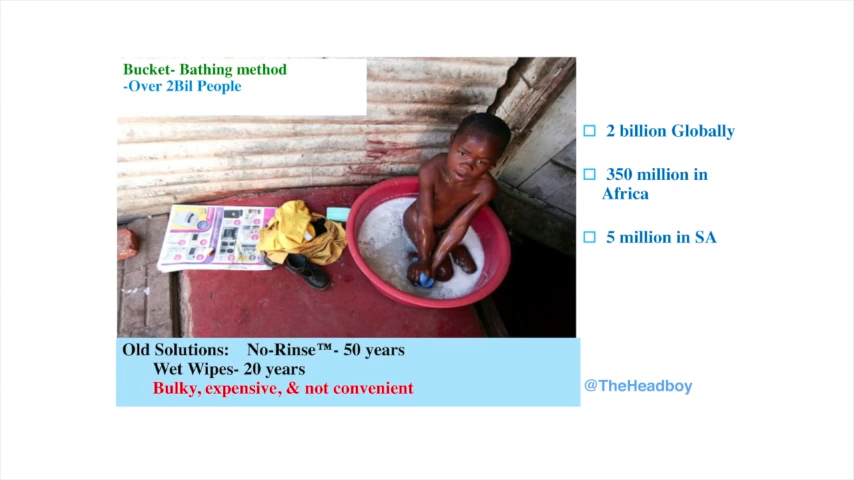 Bucket- Bathing method
-Over 2Bil People
2 billion Globally
350 million in
Africa
5 million in SA
Old Solutions: No-Rinse™- 50 years
Wet Wipes- 20 years
Bulky, expensive, & not convenient
@TheHeadboy